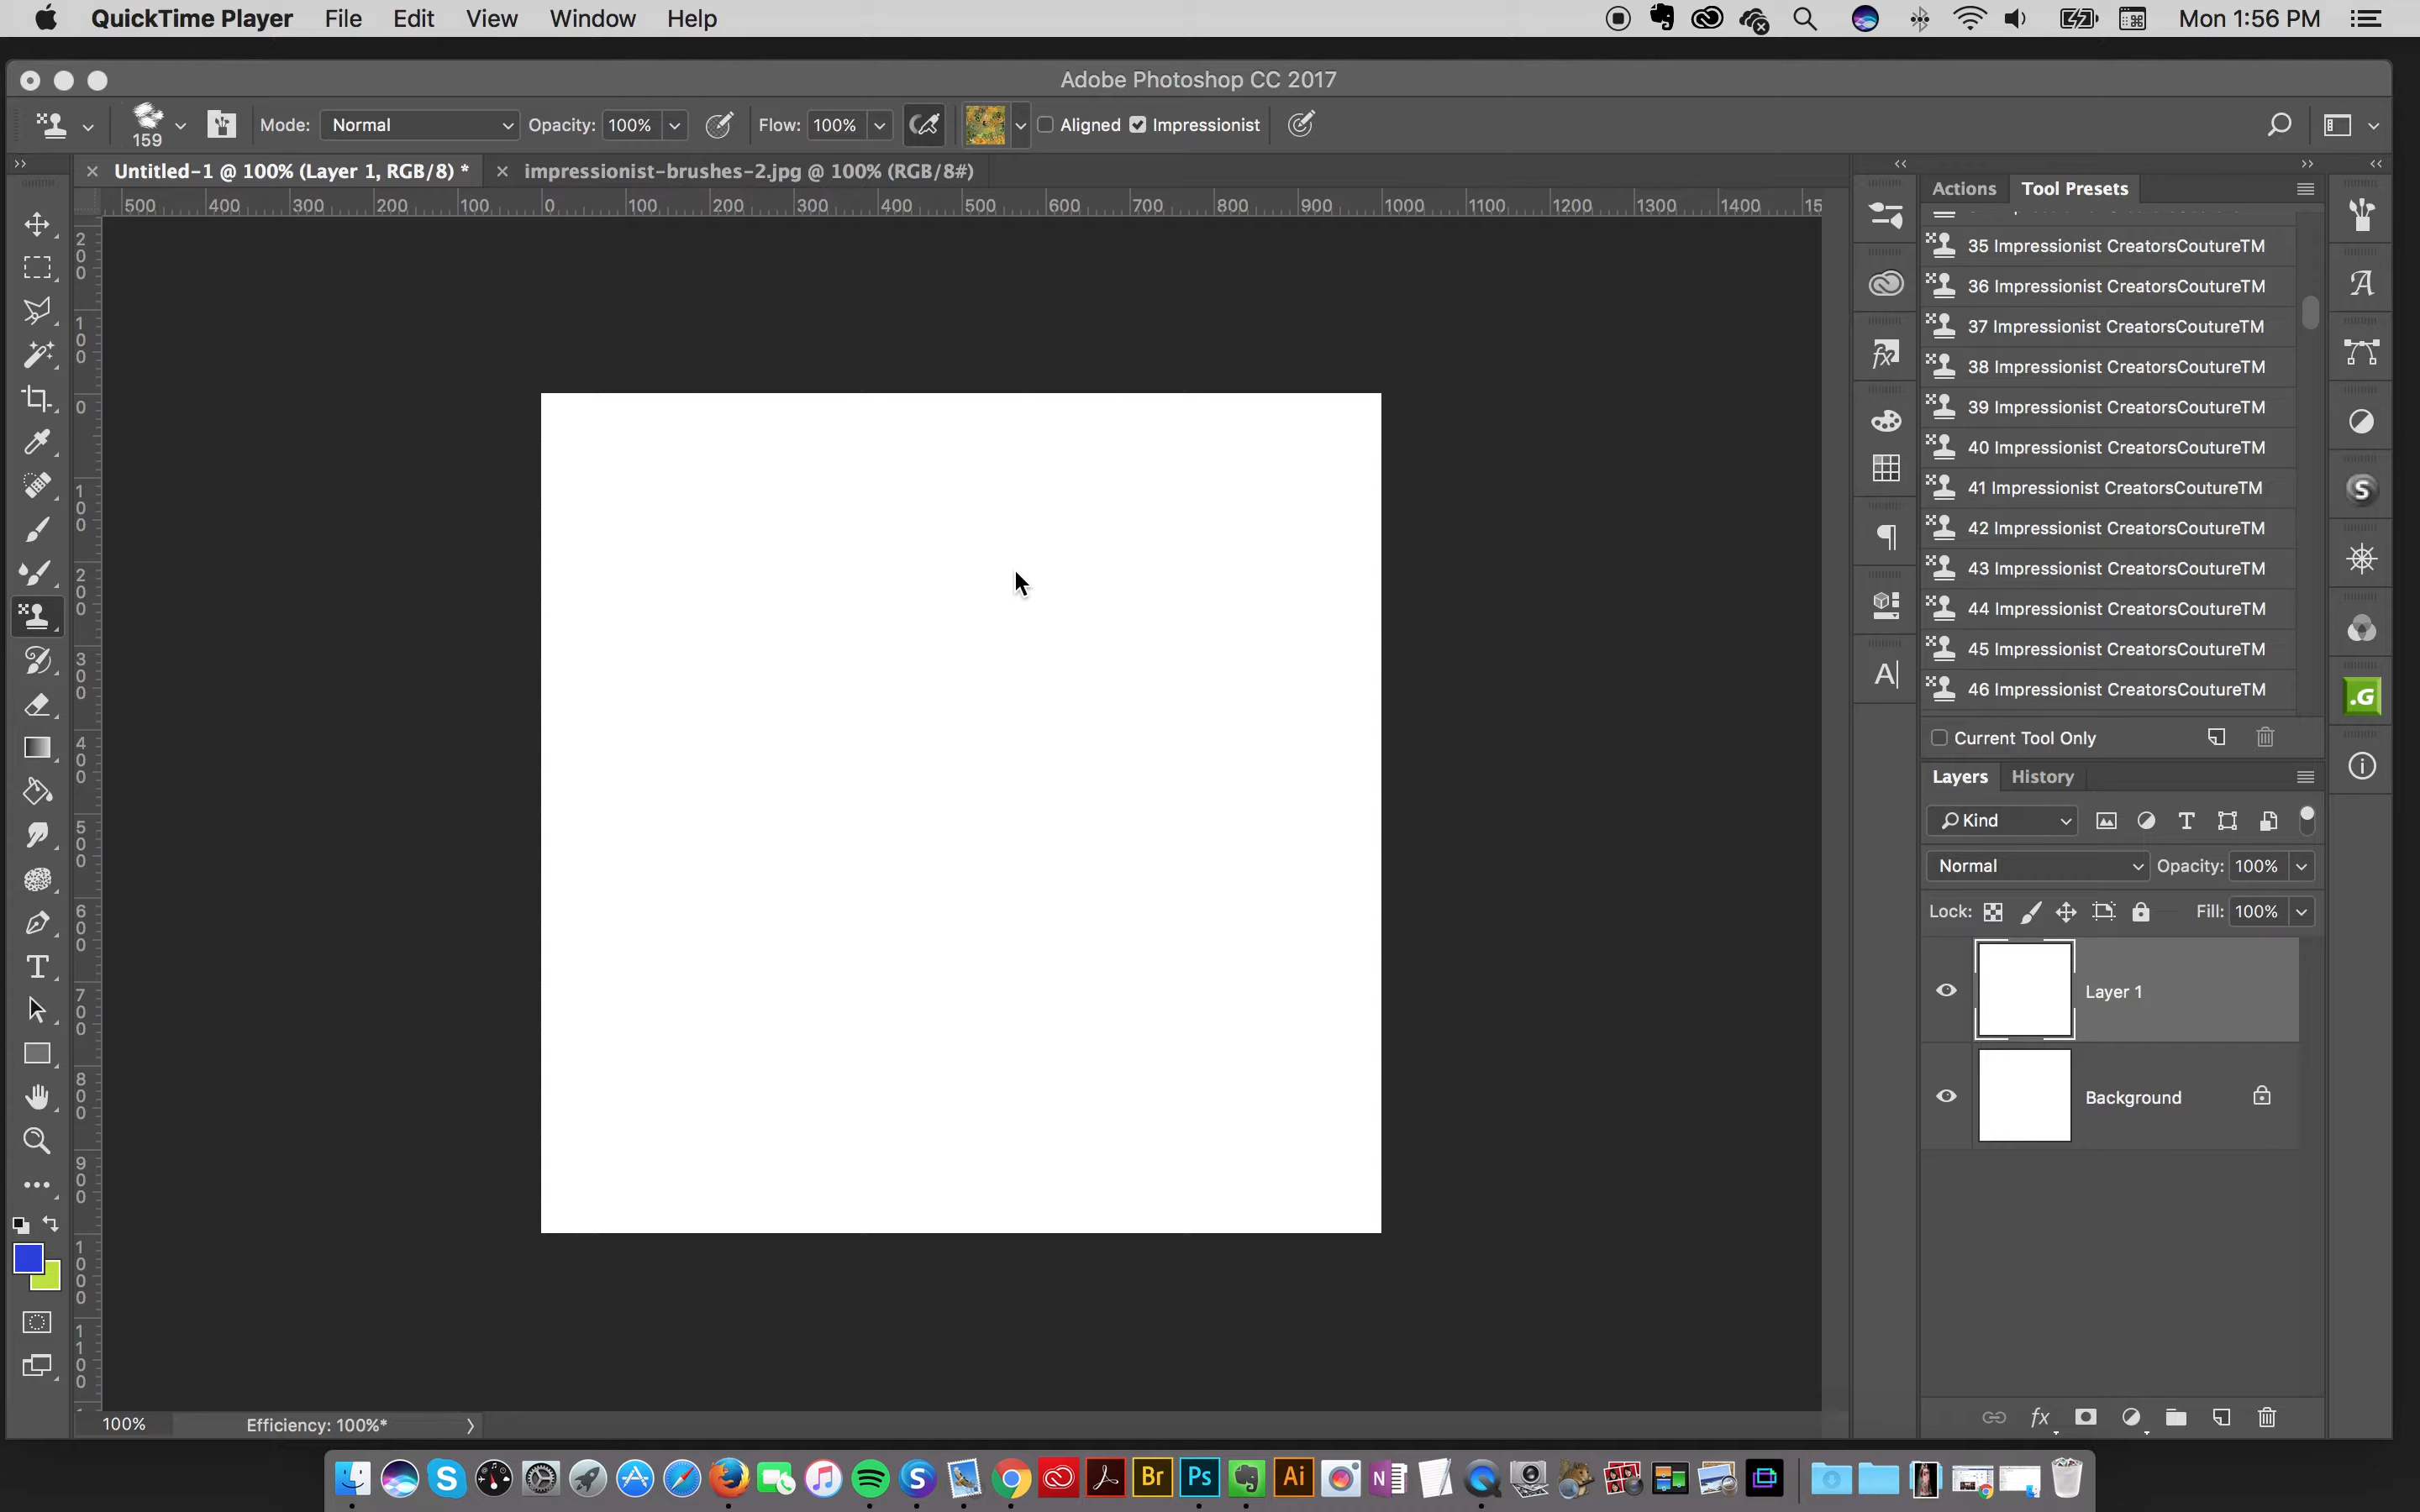 QuickTime Player File Edit View Window Help Mon 1:56 PM
Adobe Photoshop CC 2017
159 Mode: Normal Opacity: 100% Flow: 100% Aligned Impressionist
Untitled-1 @ 100% (Layer 1, RGB/8) * impressionist-brushes-2.jpg @ 100% (RGB/8#)
500 400 300 200 100 0 100 200 300 400 500 600 700 800 900 1000 1100 1200 1300 1400 15
200
100
0
100
200
300
400
500
600
700
800
900
1000
1100
Actions Tool Presets
35 Impressionist CreatorsCoutureTM
36 Impressionist CreatorsCoutureTM
37 Impressionist CreatorsCoutureTM
38 Impressionist CreatorsCoutureTM
39 Impressionist CreatorsCoutureTM
40 Impressionist CreatorsCoutureTM
41 Impressionist CreatorsCoutureTM
42 Impressionist CreatorsCoutureTM
43 Impressionist CreatorsCoutureTM
44 Impressionist CreatorsCoutureTM
45 Impressionist CreatorsCoutureTM
46 Impressionist CreatorsCoutureTM
Current Tool Only
Layers History
Kind
Normal Opacity: 100%
Lock: Fill: 100%
Layer 1
Background
100% Efficiency: 100%*
Br Ps Ai N